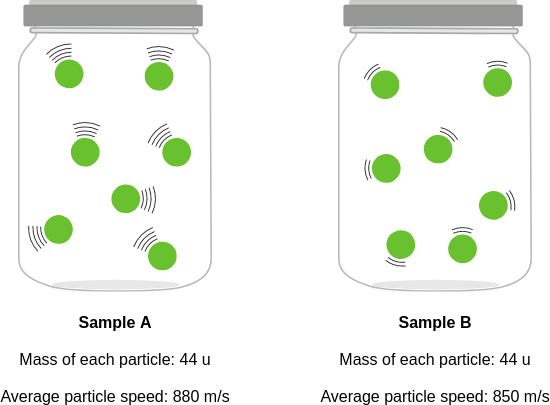 Sample A
Mass of each particle: 44 u
Average particle speed: 880 m/s
Sample B
Mass of each particle: 44 u
Average particle speed: 850 m/s